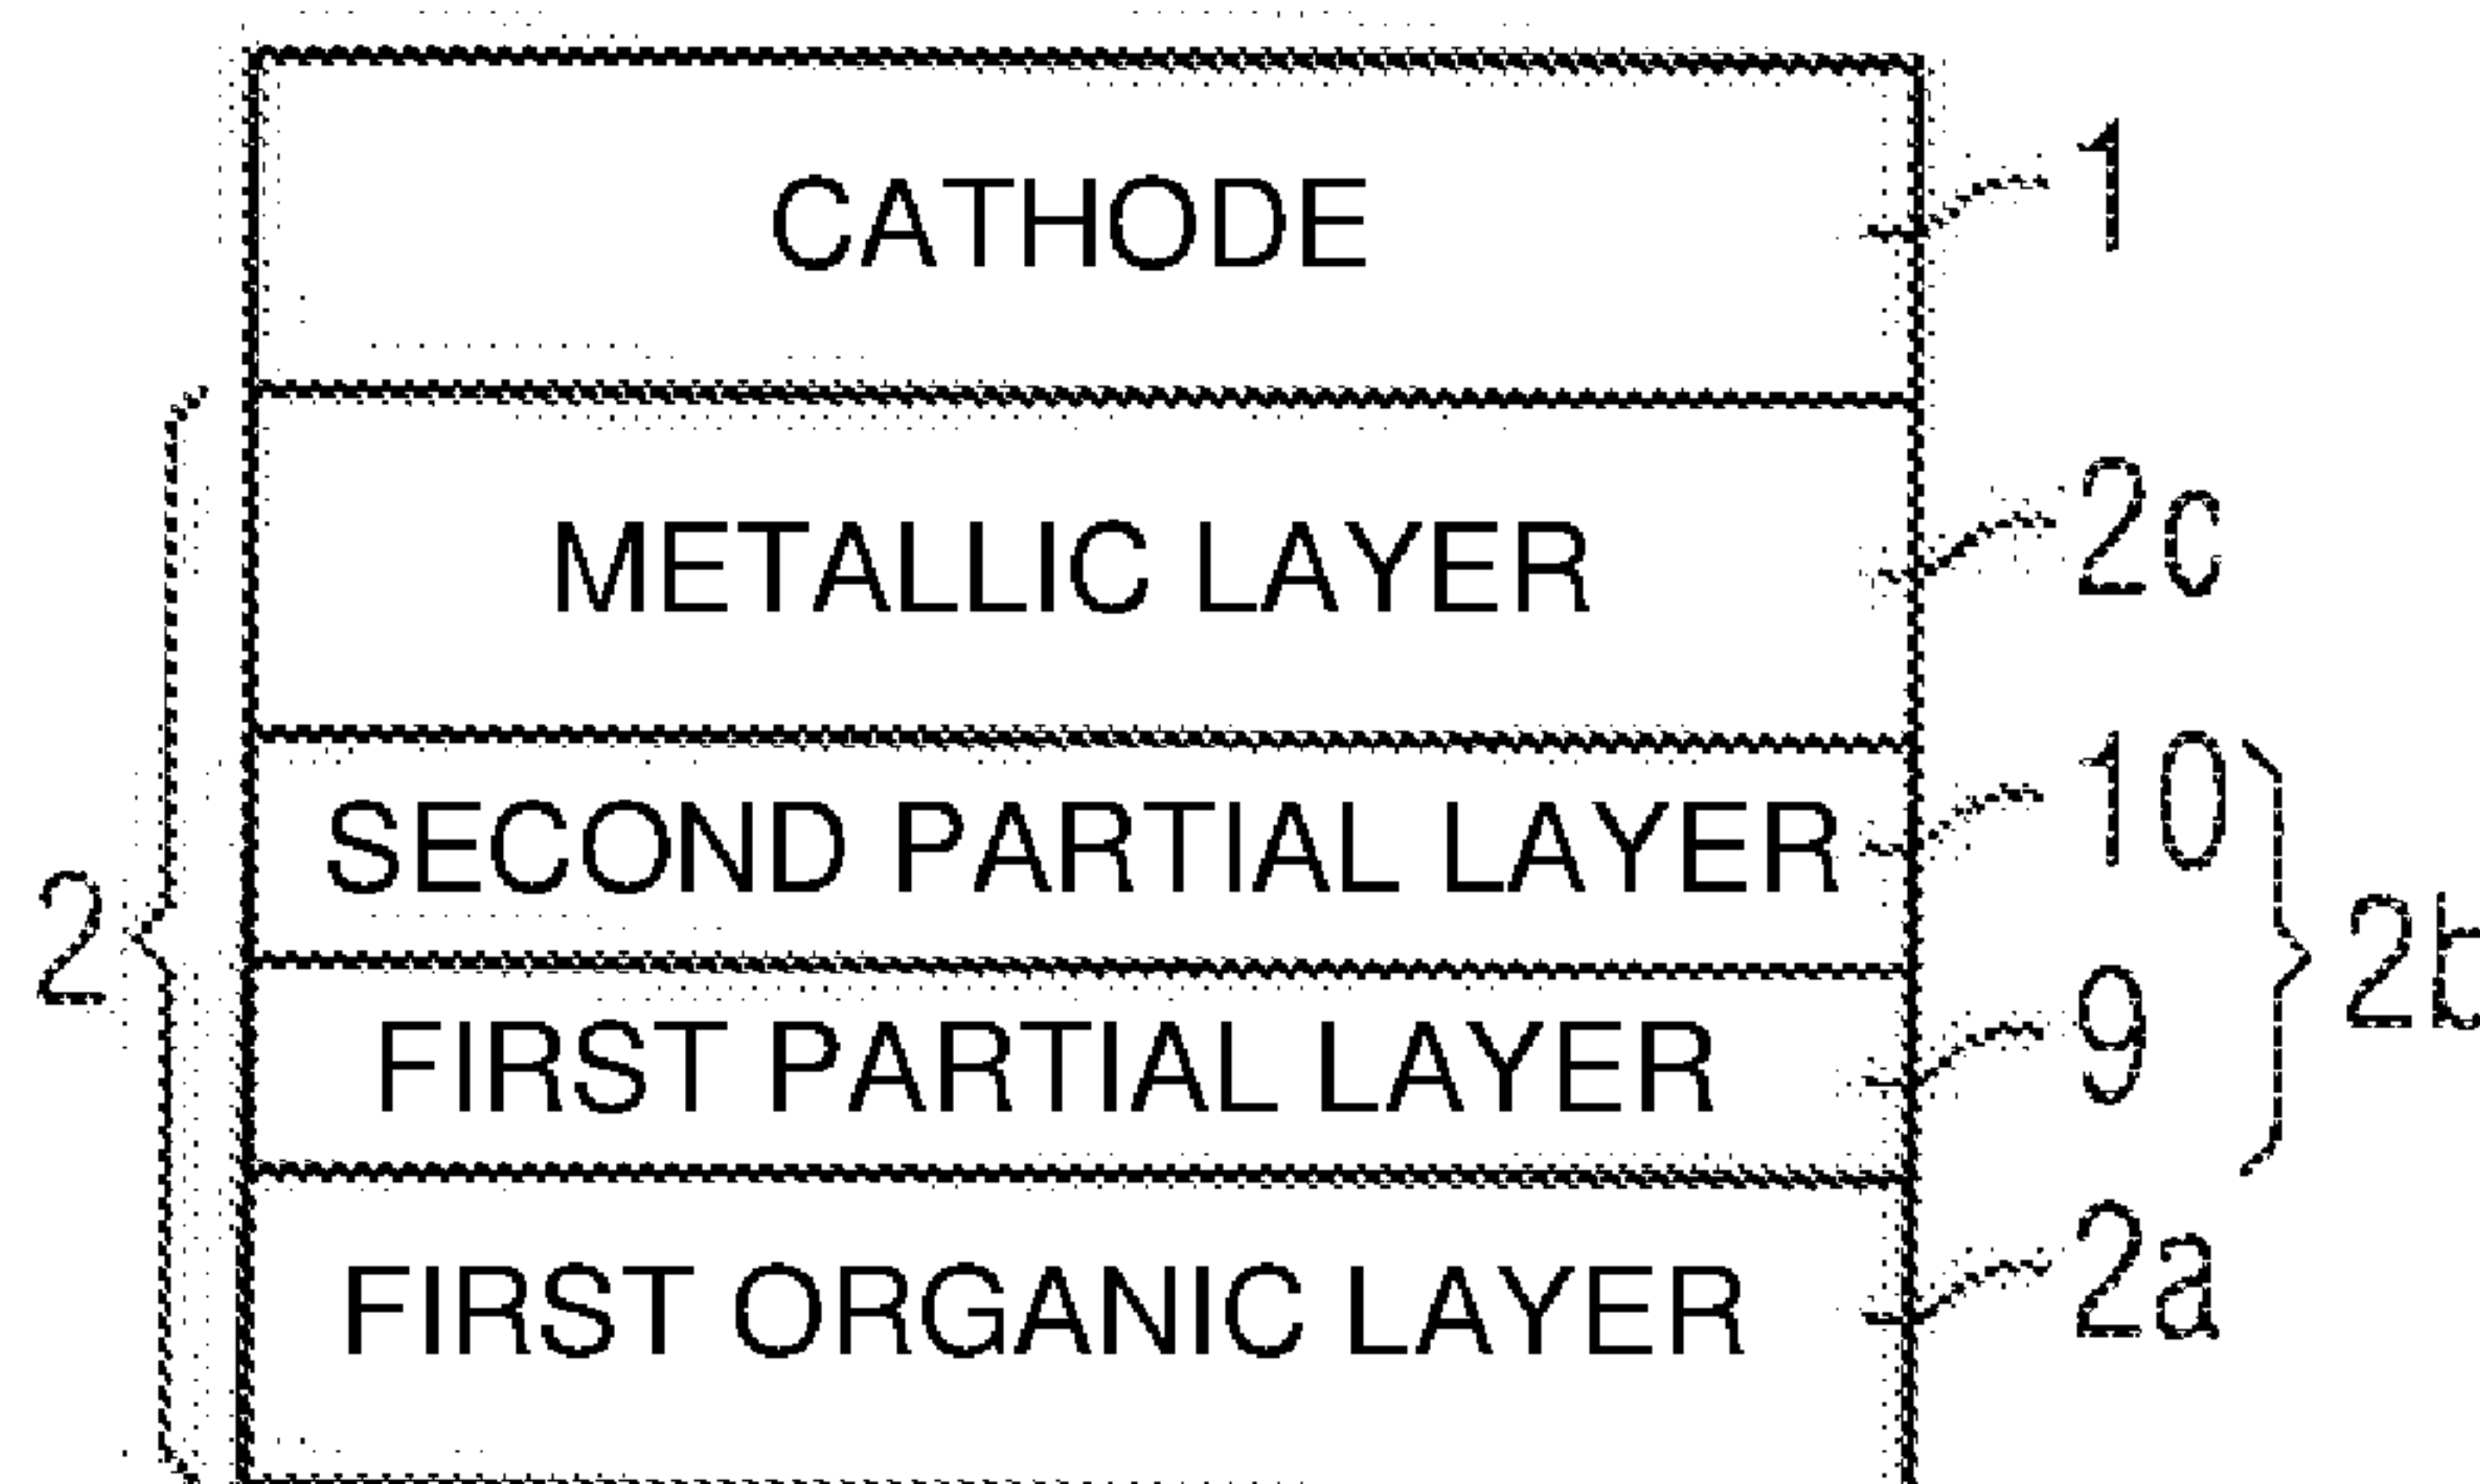 CATHODE 1
METALLIC LAYER 2c
SECOND PARTIAL LAYER 10
2
2b
FIRST PARTIAL LAYER 9
FIRST ORGANIC LAYER 2a